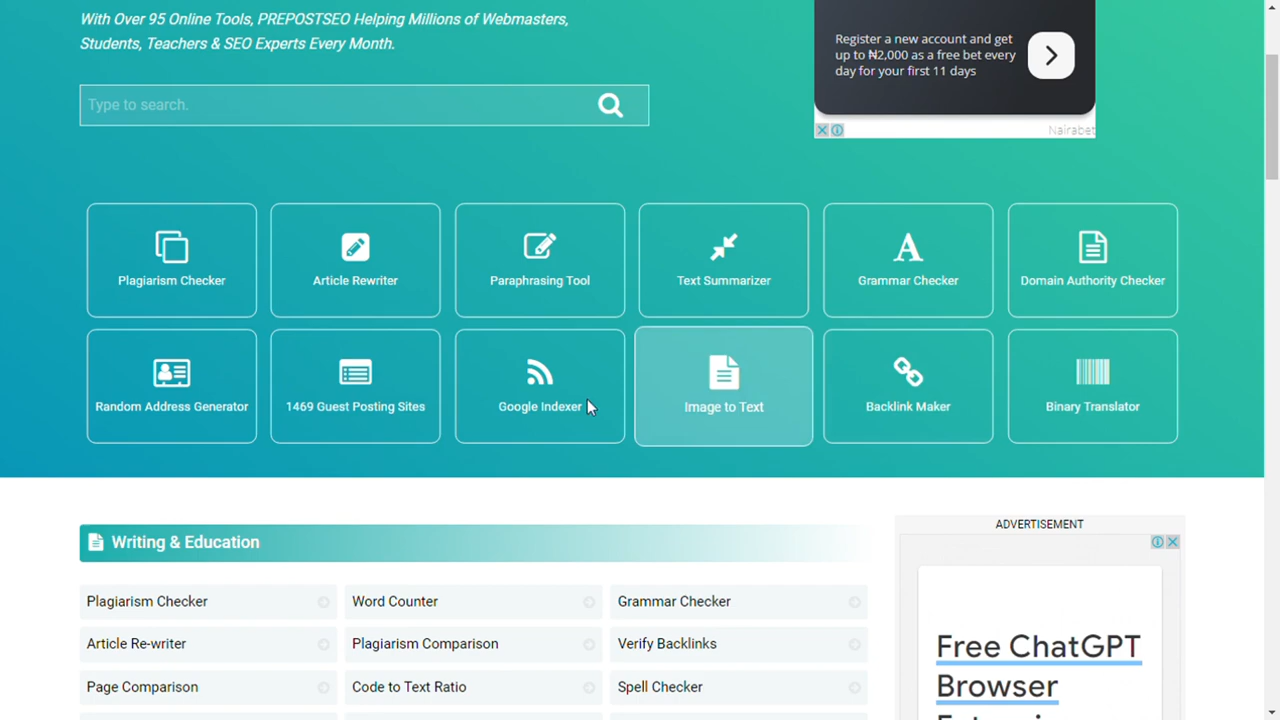 With Over 95 Online Tools, PREPOSTSEO Helping Millions of Webmasters,
Students, Teachers & SEO Experts Every Month.
Type to search.
Register a new account and get
up to ₦2,000 as a free bet every
day for your first 11 days
Nairabet
Plagiarism Checker
Article Rewriter
Paraphrasing Tool
Text Summarizer
Grammar Checker
Domain Authority Checker
Random Address Generator
1469 Guest Posting Sites
Google Indexer
Image to Text
Backlink Maker
Binary Translator
Writing & Education
Plagiarism Checker
Word Counter
Grammar Checker
Article Re-writer
Plagiarism Comparison
Verify Backlinks
Page Comparison
Code to Text Ratio
Spell Checker
ADVERTISEMENT
Free ChatGPT
Browser